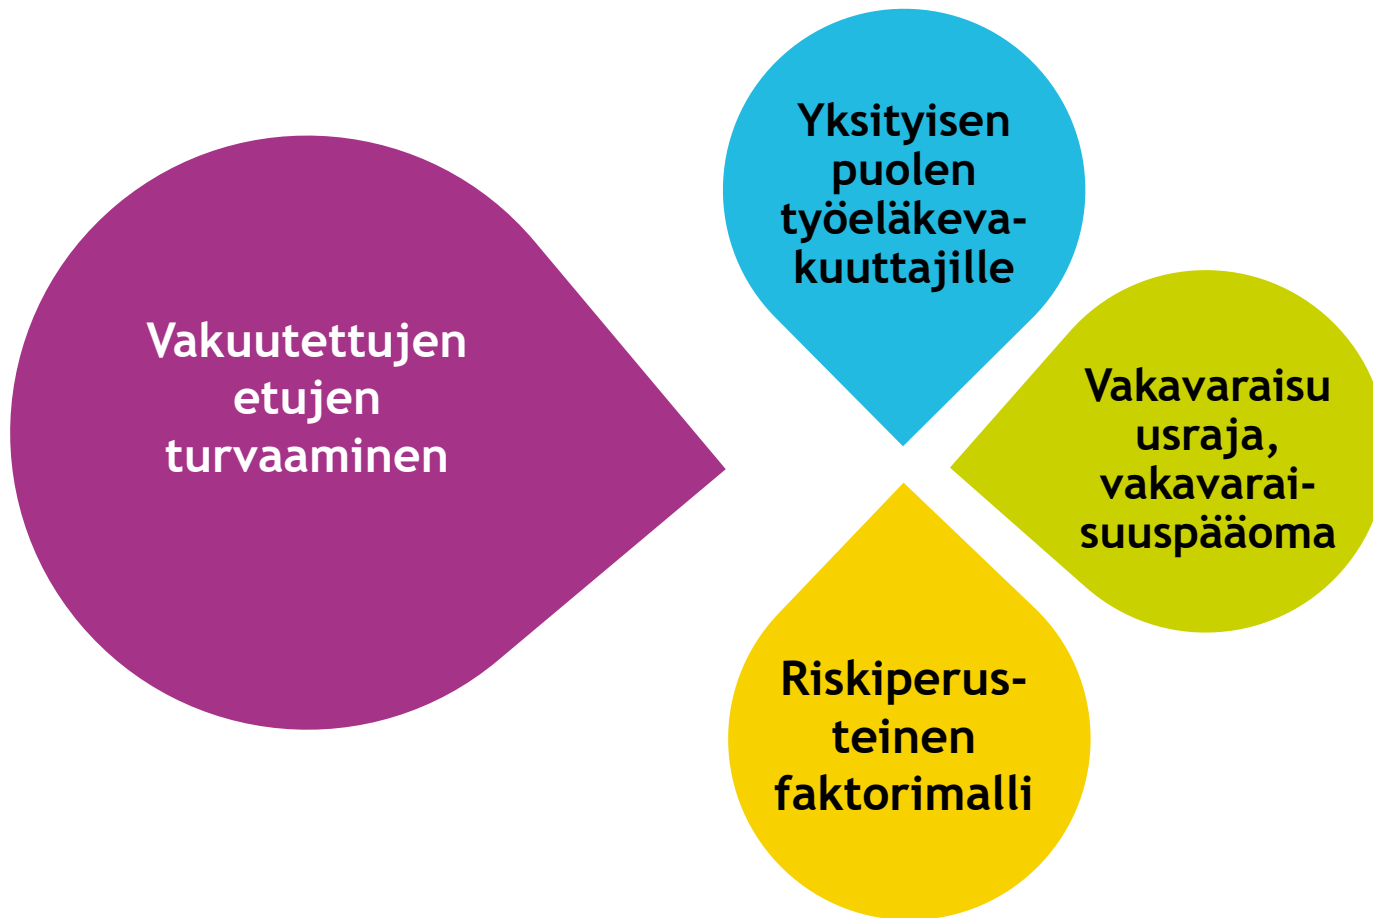 Vakuutettujen
etujen
turvaaminen
Yksityisen
puolen
työeläkeva-
kuuttajille
Vakavaraisu
usraja,
vakavarai-
suuspääoma
Riskiperus-
teinen
faktorimalli